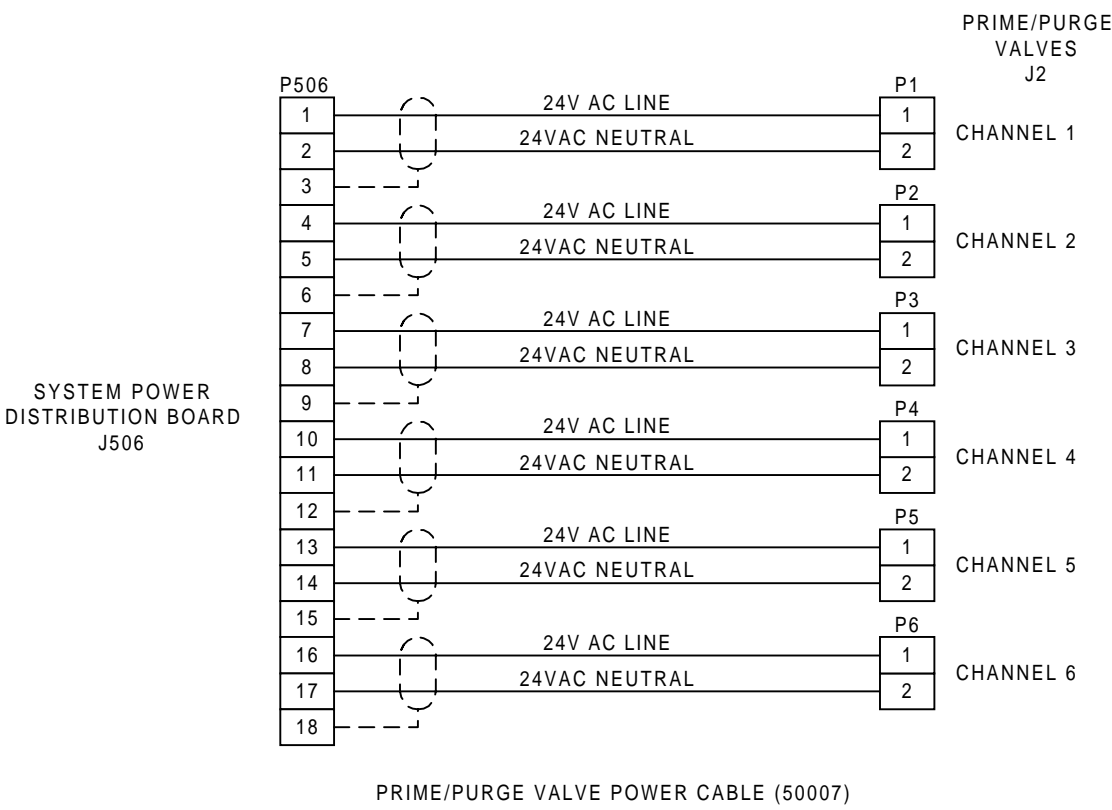 PRIME/PURGE
VALVES
J2
P506
P1
1
24V AC LINE
1
CHANNEL 1
2
24VAC NEUTRAL
2
3
P2
4
24V AC LINE
1
CHANNEL 2
5
24VAC NEUTRAL
2
6
P3
7
24V AC LINE
1
CHANNEL 3
8
24VAC NEUTRAL
2
SYSTEM POWER
DISTRIBUTION BOARD
J506
9
P4
10
24V AC LINE
1
CHANNEL 4
11
24VAC NEUTRAL
2
12
P5
13
24V AC LINE
1
CHANNEL 5
14
24VAC NEUTRAL
2
15
P6
16
24V AC LINE
1
CHANNEL 6
17
24VAC NEUTRAL
2
18
PRIME/PURGE VALVE POWER CABLE (50007)